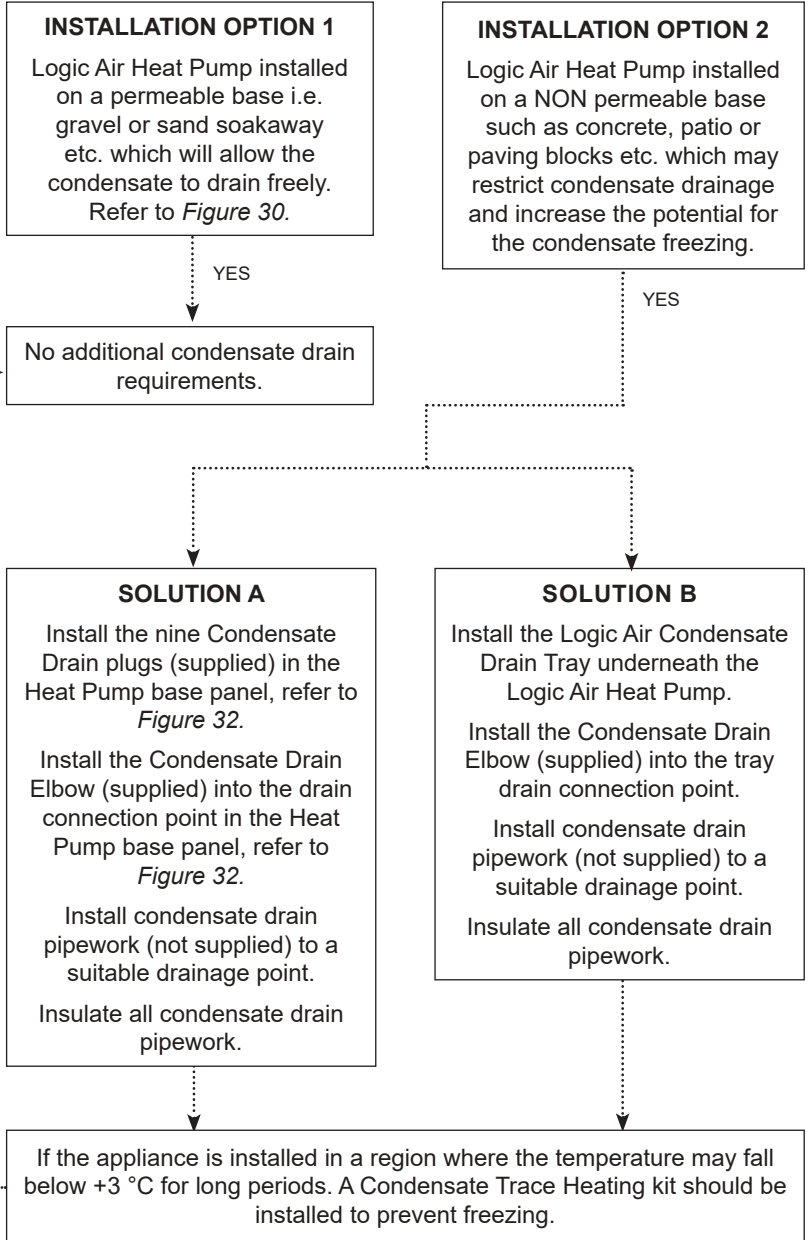 INSTALLATION OPTION 1
Logic Air Heat Pump installed
on a permeable base i.e.
gravel or sand soakaway
etc. which will allow the
condensate to drain freely.
Refer to Figure 30.
YES
No additional condensate drain
requirements.
INSTALLATION OPTION 2
Logic Air Heat Pump installed
on a NON permeable base
such as concrete, patio or
paving blocks etc. which may
restrict condensate drainage
and increase the potential for
the condensate freezing.
YES
SOLUTION A
Install the nine Condensate
Drain plugs (supplied) in the
Heat Pump base panel, refer to
Figure 32.
Install the Condensate Drain
Elbow (supplied) into the drain
connection point in the Heat
Pump base panel, refer to
Figure 32.
Install condensate drain
pipework (not supplied) to a
suitable drainage point.
Insulate all condensate drain
pipework.
SOLUTION B
Install the Logic Air Condensate
Drain Tray underneath the
Logic Air Heat Pump.
Install the Condensate Drain
Elbow (supplied) into the tray
drain connection point.
Install condensate drain
pipework (not supplied) to a
suitable drainage point.
Insulate all condensate drain
pipework.
If the appliance is installed in a region where the temperature may fall
below +3 °C for long periods. A Condensate Trace Heating kit should be
installed to prevent freezing.